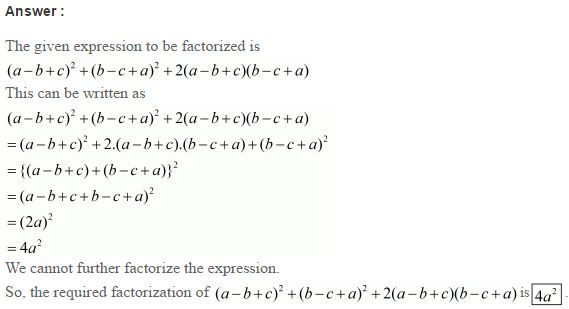 Answer :
The given expression to be factorized is
(a−b+c)² +(b−c+a)² +2(a−b+c)(b−c+a)
This can be written as
(a−b+c)² +(b−c+a)² +2(a−b+c)(b−c+a)
=(a−b+c)² +2.(a−b+c).(b−c+a)+(b−c+a)²
={(a−b+c)+(b−c+a)}²
=(a−b+c+b−c+a)²
=(2a)²
=4a²
We cannot further factorize the expression.
So, the required factorization of (a−b+c)² +(b−c+a)² +2(a−b+c)(b−c+a) is 4a² .